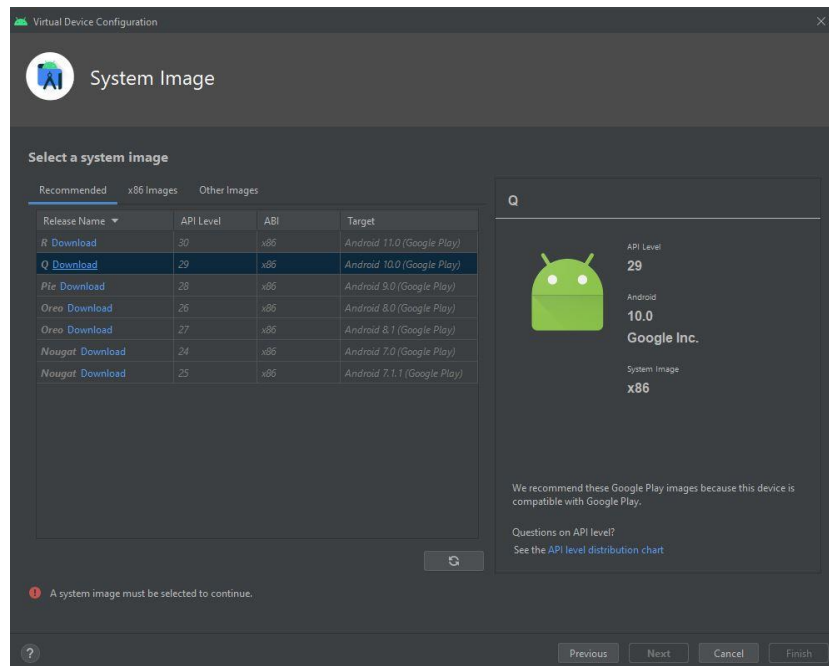 Virtual Device Configuration
System Image
Select a system image
Recommended x86 Images Other Images
Release Name API Level ABI Target
R Download 30 x86 Android 11.0 (Google Play)
Q Download 29 x86 Android 10.0 (Google Play)
Pie Download 28 x86 Android 9.0 (Google Play)
Oreo Download 26 x86 Android 8.0 (Google Play)
Oreo Download 27 x86 Android 8.1 (Google Play)
Nougat Download 24 x86 Android 7.0 (Google Play)
Nougat Download 25 x86 Android 7.1.1 (Google Play)
Q
API Level
29
Android
10.0
Google Inc.
System Image
x86
We recommend these Google Play images because this device is
compatible with Google Play.
Questions on API level?
See the API level distribution chart
A system image must be selected to continue.
? Previous Next Cancel Finish